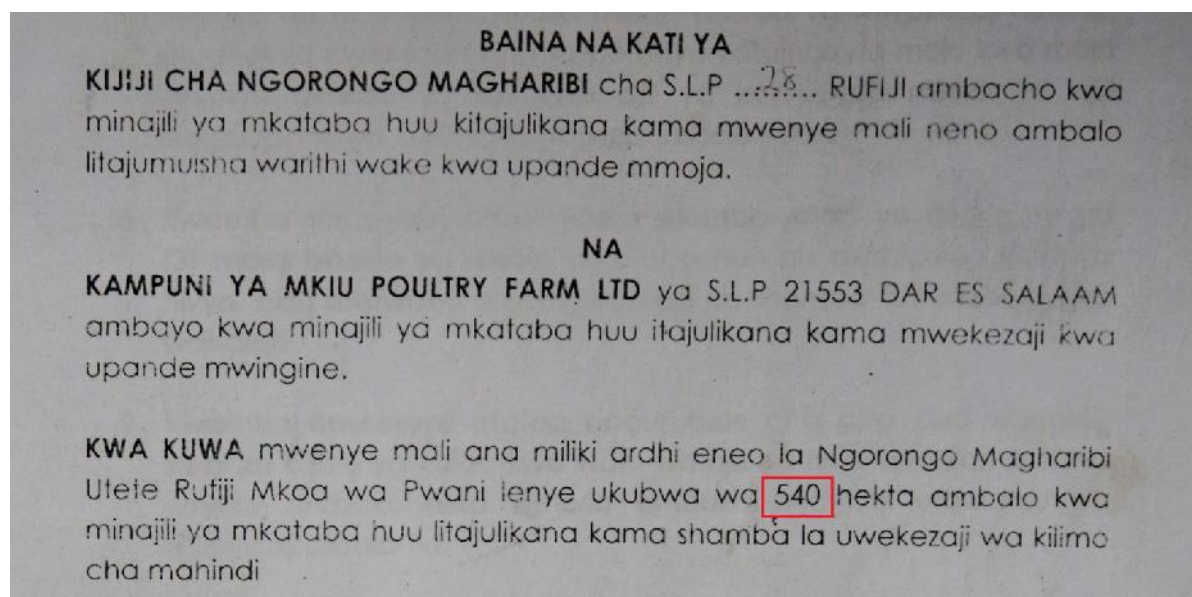 BAINA NA KATI YA
KIJIJI CHA NGORONGO MAGHARIBI cha S.L.P ...28... RUFIJI ambacho kwa
minajili ya mkataba huu kitajulikana kama mwenye mali neno ambalo
litajumuisha warithi wake kwa upande mmoja.
NA
KAMPUNI YA MKIU POULTRY FARM LTD ya S.L.P 21553 DAR ES SALAAM
ambayo kwa minajili ya mkataba huu itajulikana kama mwekezaji kwa
upande mwingine.
KWA KUWA mwenye mali ana miliki ardhi eneo la Ngorongo Magharibi
Utete Rufiji Mkoa wa Pwani lenye ukubwa wa 540 hekta ambalo kwa
minajili ya mkataba huu litajulikana kama shamba la uwekezaji wa kilimo
cha mahindi